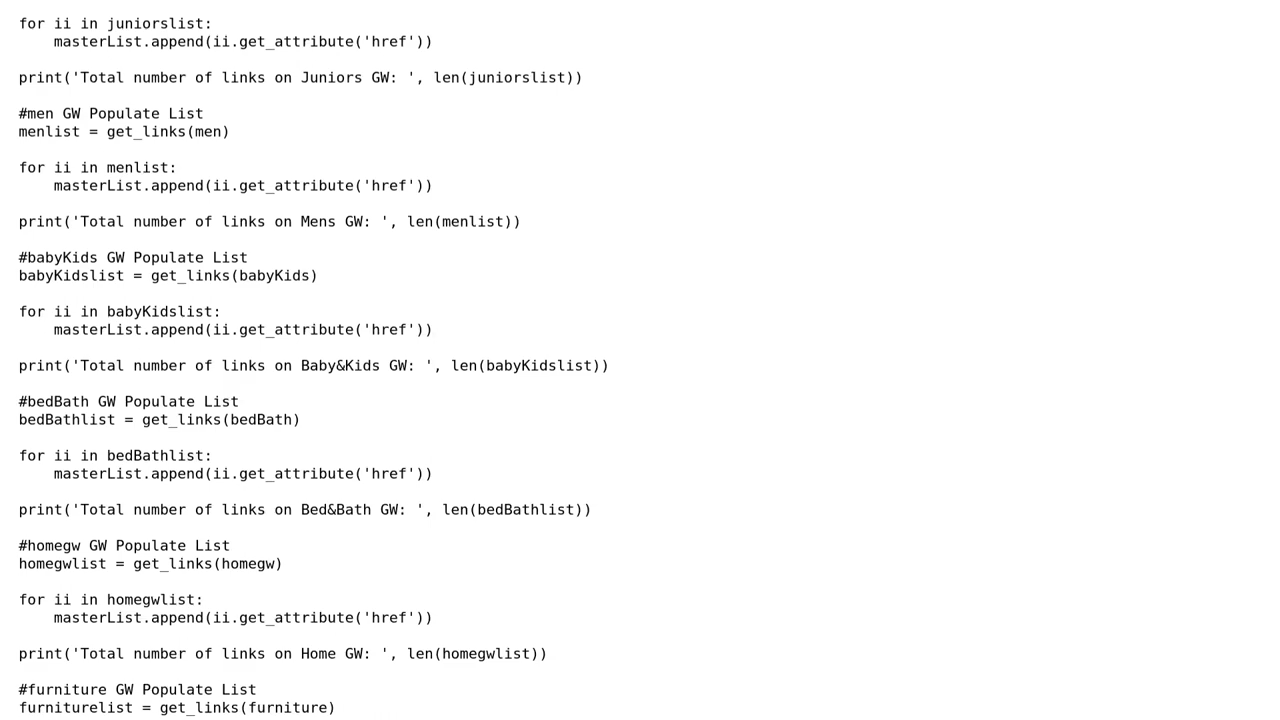 for ii in juniorslist:
    masterList.append(ii.get_attribute('href'))
print('Total number of links on Juniors GW: ', len(juniorslist))
#men GW Populate List
menlist = get_links(men)
for ii in menlist:
    masterList.append(ii.get_attribute('href'))
print('Total number of links on Mens GW: ', len(menlist))
#babyKids GW Populate List
babyKidslist = get_links(babyKids)
for ii in babyKidslist:
    masterList.append(ii.get_attribute('href'))
print('Total number of links on Baby&Kids GW: ', len(babyKidslist))
#bedBath GW Populate List
bedBathlist = get_links(bedBath)
for ii in bedBathlist:
    masterList.append(ii.get_attribute('href'))
print('Total number of links on Bed&Bath GW: ', len(bedBathlist))
#homegw GW Populate List
homegwlist = get_links(homegw)
for ii in homegwlist:
    masterList.append(ii.get_attribute('href'))
print('Total number of links on Home GW: ', len(homegwlist))
#furniture GW Populate List
furniturelist = get_links(furniture)